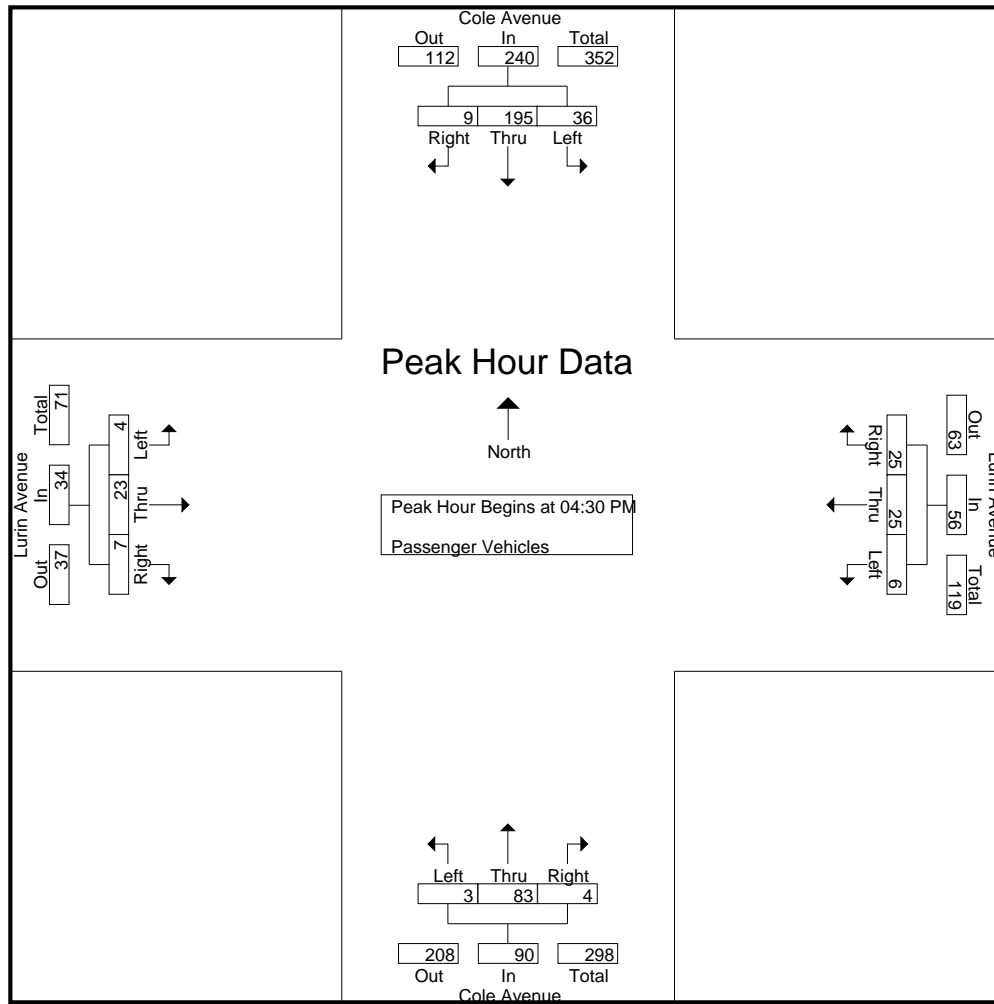 Cole Avenue
Out In Total
112 240 352
9 195 36
Right Thru Left
Peak Hour Data
North
Peak Hour Begins at 04:30 PM
Passenger Vehicles
Lurin Avenue
Total In Out
71 34 37
4 23 7
Left Thru Right
Lurin Avenue
Out In Total
63 56 119
25 25 6
Right Thru Left
Left Thru Right
3 83 4
208 90 298
Out In Total
Cole Avenue